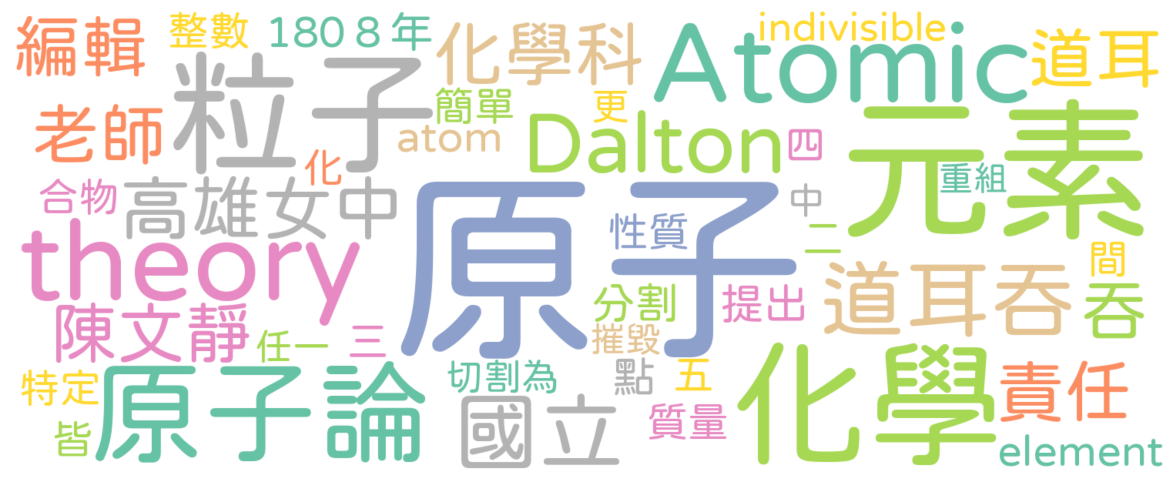 編輯
整數
180 8 年
化學科
indivisible
Atomic
道耳
粒子
老師
簡單
更
atom
Dalton
四
元素
化
重組
合物
高雄女中
原子
性質
中
二
theory
間
陳文靜
任一
三
分割
提出
道耳吞
吞
摧毀
特定
皆
原子論
切割為
國立
點
五
質量
化學
責任
element